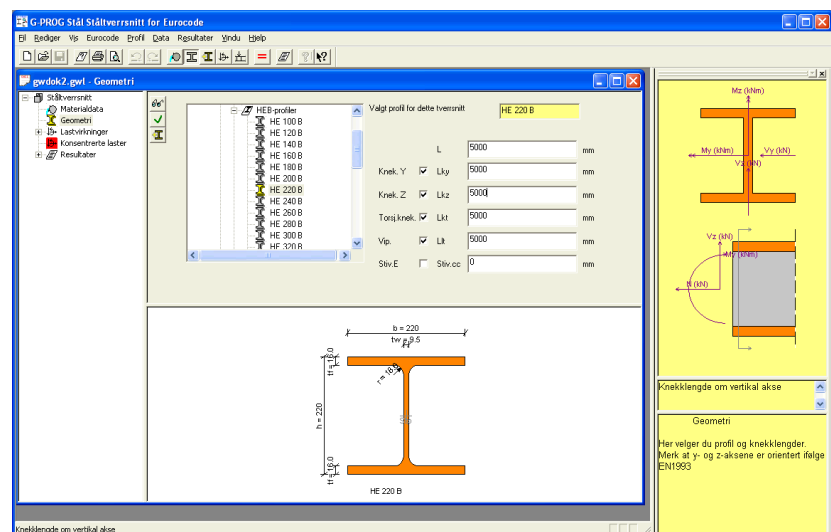 G-PROG Stål Ståltverrsnitt for Eurocode
Fil Rediger Vis Eurocode Profil Data Resultater Vindu Hjelp
gwdok2.gwl - Geometri
Ståltverrsnitt
Materialdata
Geometri
Lastvirkninger
Konsentrerte laster
Resultater
HEB-profiler
HE 100 B
HE 120 B
HE 140 B
HE 160 B
HE 180 B
HE 200 B
HE 220 B
HE 240 B
HE 260 B
HE 280 B
HE 300 B
HE 320 B
Valgt profil for dette tverrsnitt HE 220 B
L 5000 mm
Knek. Y Lky 5000 mm
Knek. Z Lkz 5000 mm
Torsj.knek. Lkt 5000 mm
Vip. Llt 5000 mm
Stiv.E Stiv.cc 0 mm
b = 220
tw = 9.5
tf = 16.0
r = 18.0
h = 220
tf = 16.0
HE 220 B
Mz (kNm)
My (kNm) Vy (kN)
Vz (kN)
Vz (kN)
My (kNm)
N (kN)
Knekklengde om vertikal akse
Geometri
Her velger du profil og knekklengder.
Merk at y- og z-aksene er orientert ifølge
EN1993
Knekklengde om vertikal akse